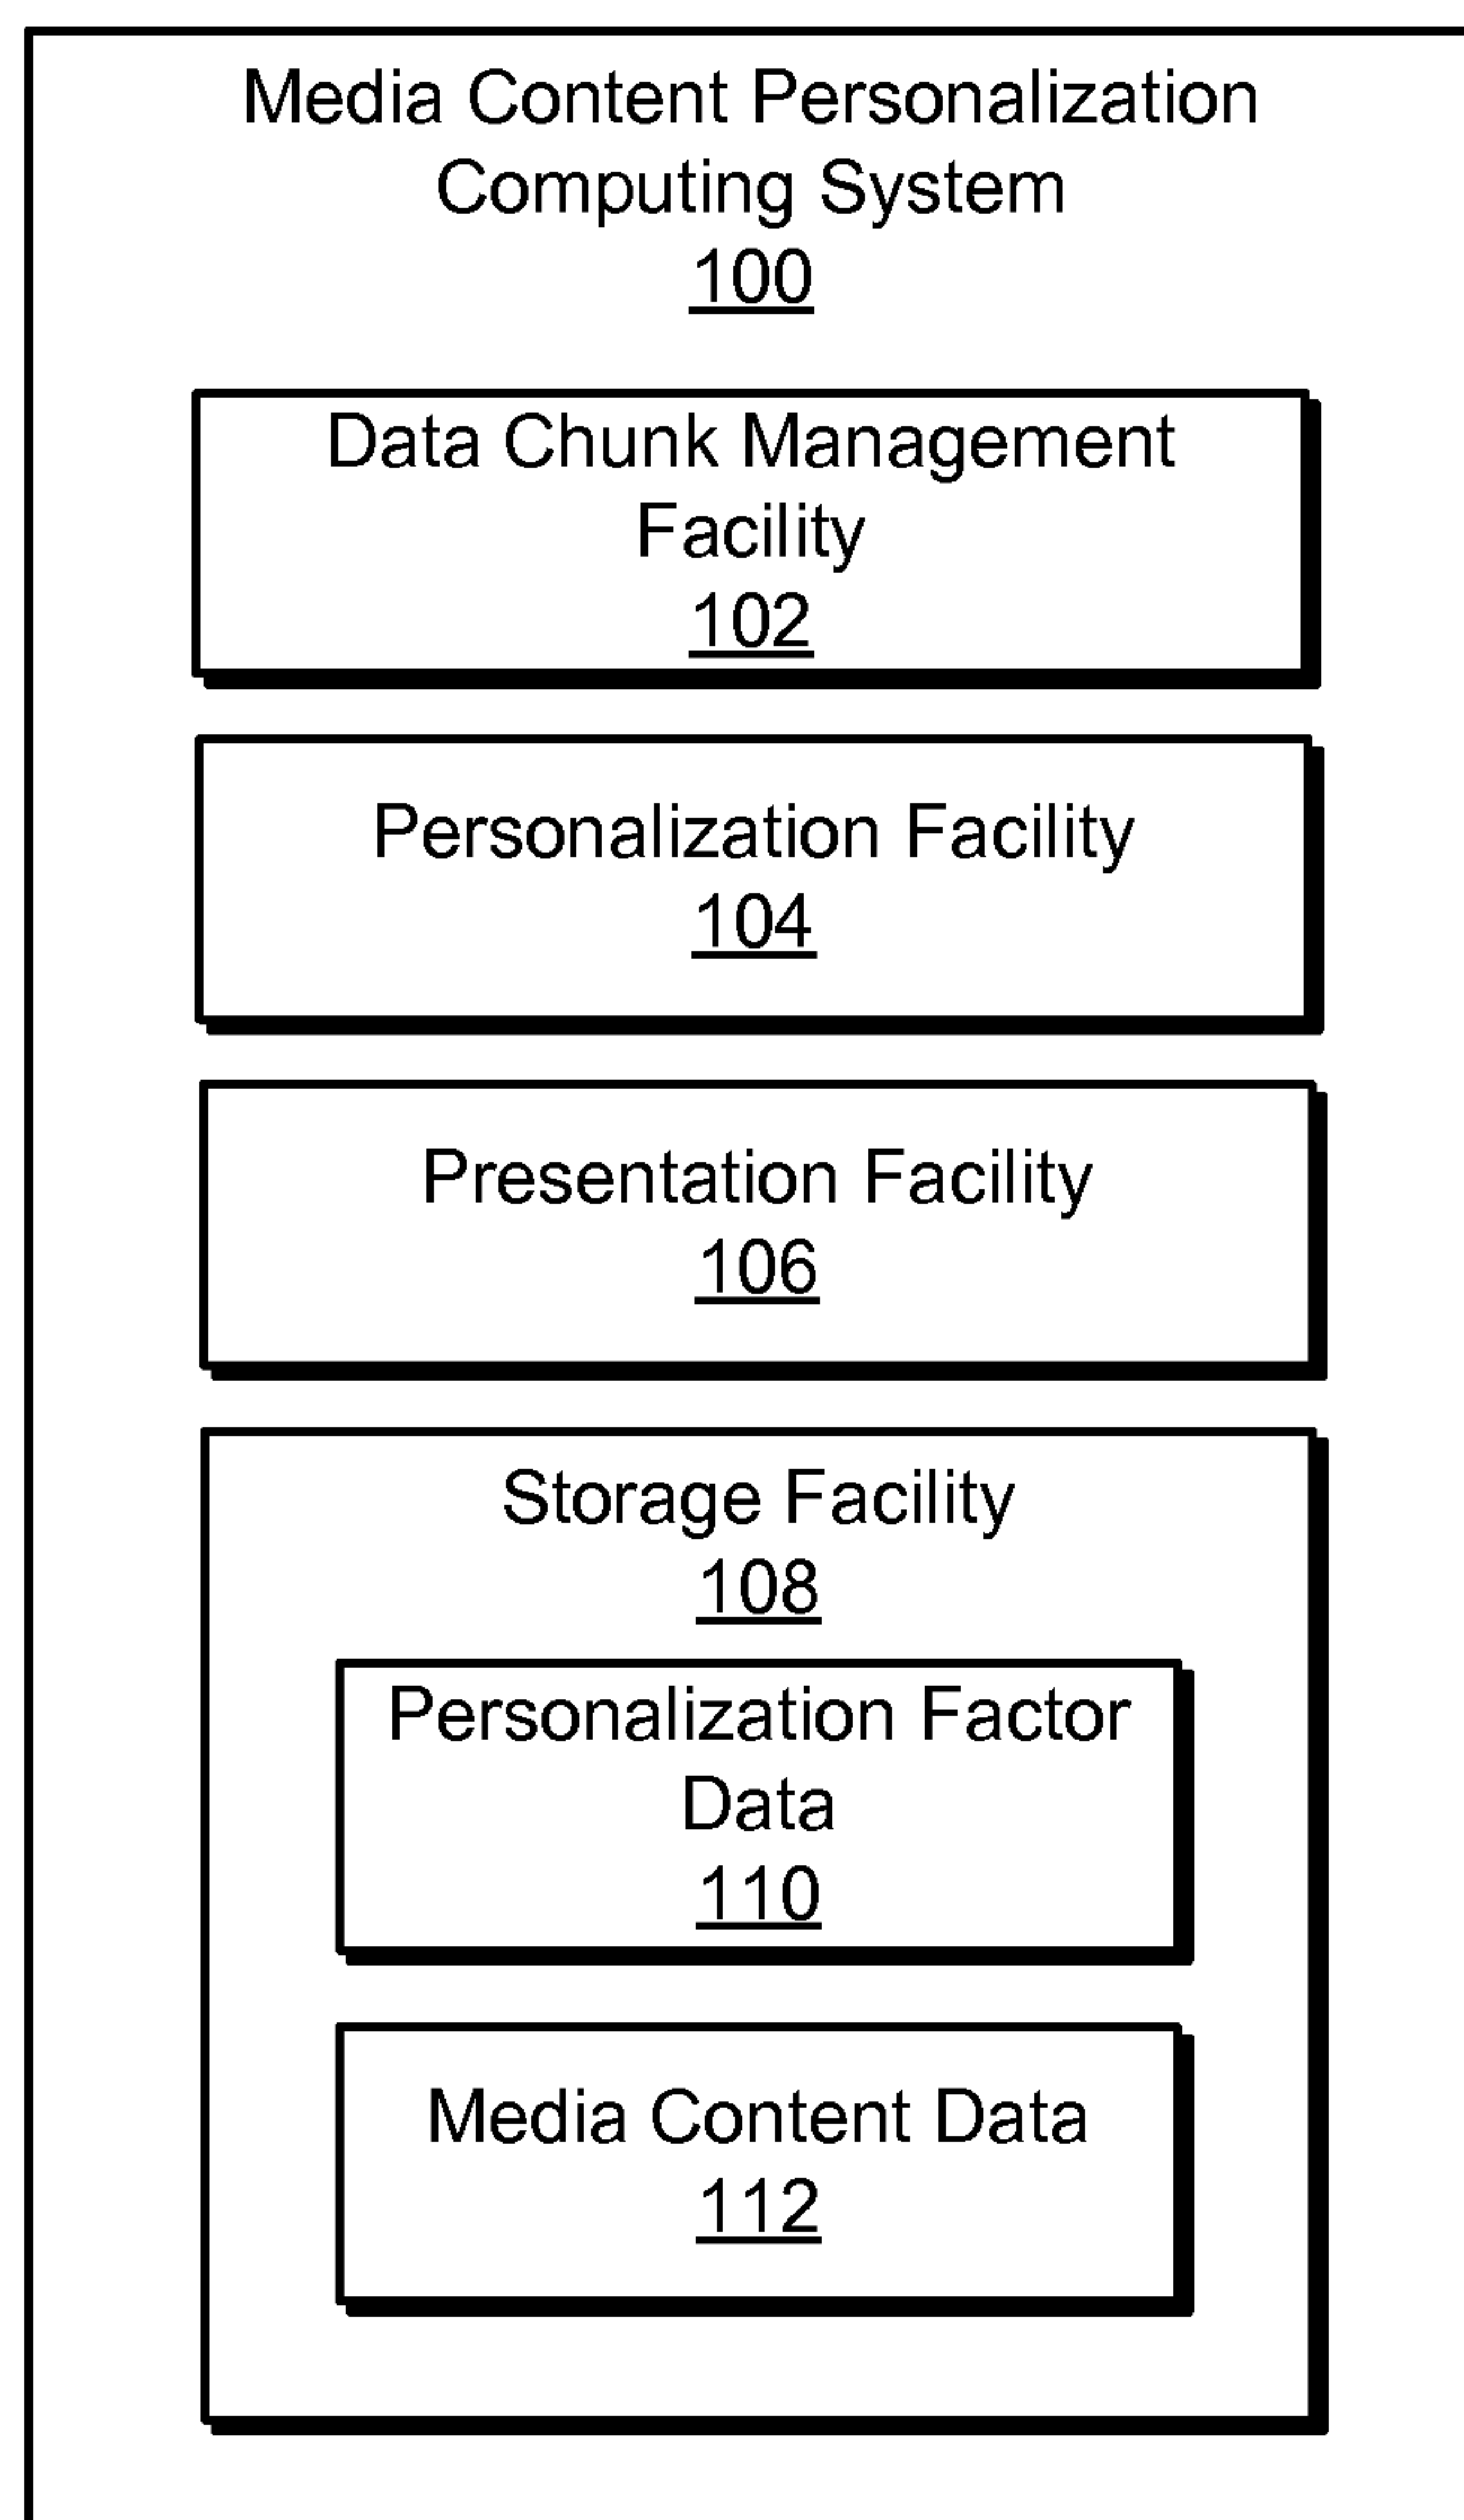 Media Content Personalization
Computing System
100
Data Chunk Management
Facility
102
Personalization Facility
104
Presentation Facility
106
Storage Facility
108
Personalization Factor
Data
110
Media Content Data
112